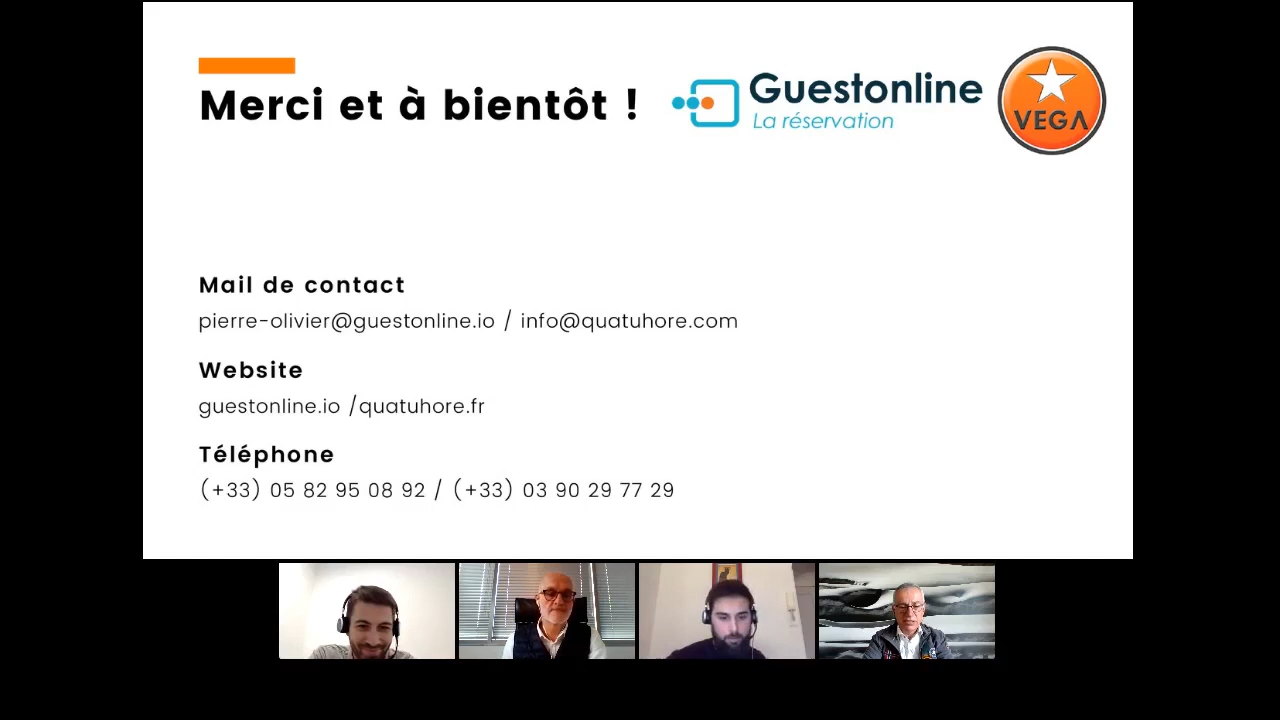 Merci et à bientôt !
Guestonline
La réservation
VEGA
Mail de contact
pierre-olivier@guestonline.io / info@quatuhore.com
Website
guestonline.io /quatuhore.fr
Téléphone
(+33) 05 82 95 08 92 / (+33) 03 90 29 77 29